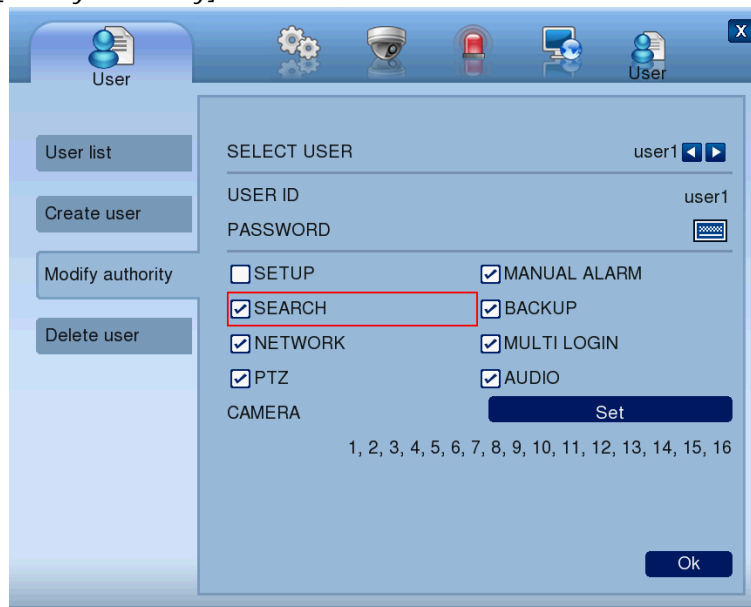 X
User
User
User list
Create user
Modify authority
Delete user
SELECT USER user1
USER ID user1
PASSWORD
SETUP MANUAL ALARM
SEARCH BACKUP
NETWORK MULTI LOGIN
PTZ AUDIO
CAMERA Set
1, 2, 3, 4, 5, 6, 7, 8, 9, 10, 11, 12, 13, 14, 15, 16
Ok